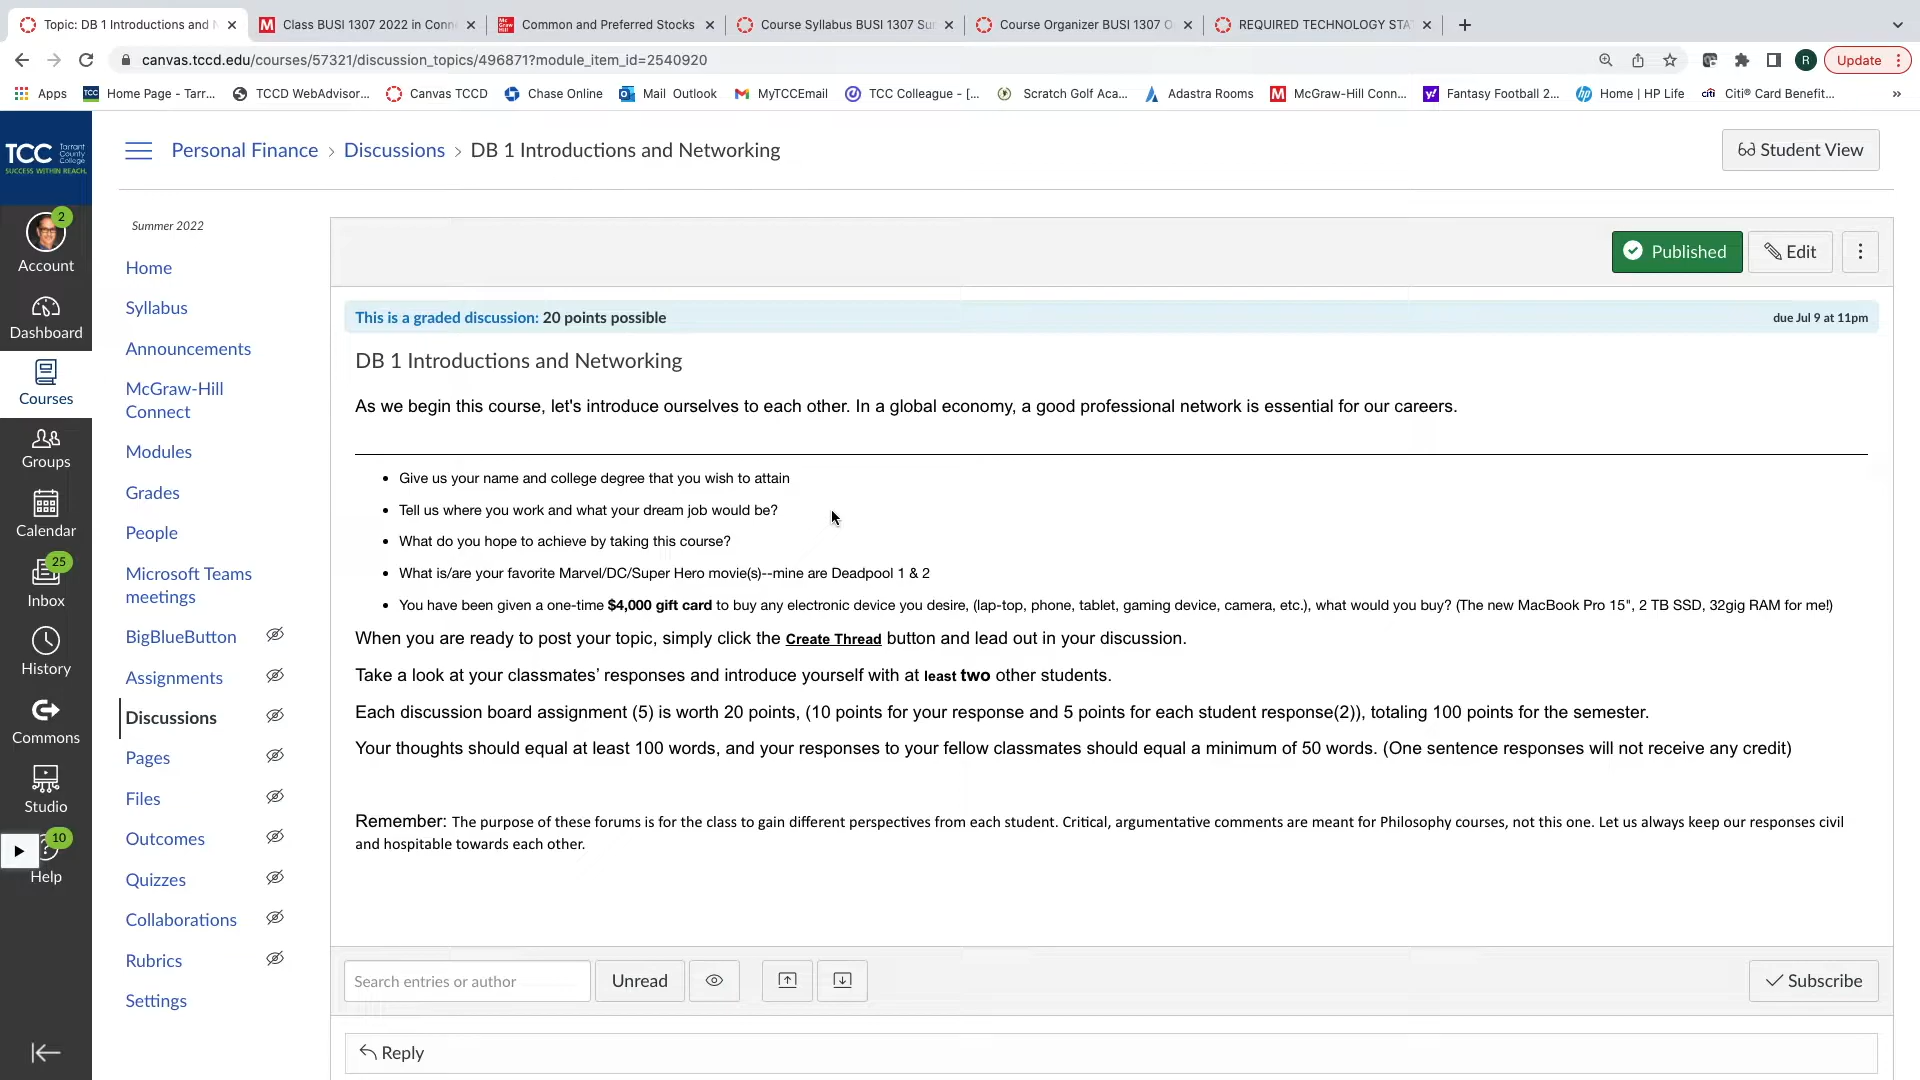 Topic: DB 1 Introductions and N
Class BUSI 1307 2022 in Conn
Common and Preferred Stocks
Course Syllabus BUSI 1307 Su
Course Organizer BUSI 1307 O
REQUIRED TECHNOLOGY STA
canvas.tccd.edu/courses/57321/discussion_topics/496871?module_item_id=2540920
R
Update
Apps
TCC
Home Page - Tarr...
TCCD WebAdvisor...
Canvas TCCD
Chase Online
Mail Outlook
MyTCCEmail
TCC Colleague - [...
Scratch Golf Aca...
Adastra Rooms
McGraw-Hill Conn...
Fantasy Football 2...
Home | HP Life
citi
Citi® Card Benefit...
»
TCC Tarrant County College
SUCCESS WITHIN REACH.
Personal Finance > Discussions > DB 1 Introductions and Networking
Student View
2
Account
Dashboard
Courses
Groups
Calendar
25
Inbox
History
Commons
Studio
10
Help
Summer 2022
Home
Syllabus
Announcements
McGraw-Hill
Connect
Modules
Grades
People
Microsoft Teams
meetings
BigBlueButton
Assignments
Discussions
Pages
Files
Outcomes
Quizzes
Collaborations
Rubrics
Settings
Published
Edit
This is a graded discussion: 20 points possible
due Jul 9 at 11pm
DB 1 Introductions and Networking
As we begin this course, let's introduce ourselves to each other. In a global economy, a good professional network is essential for our careers.
• Give us your name and college degree that you wish to attain
• Tell us where you work and what your dream job would be?
• What do you hope to achieve by taking this course?
• What is/are your favorite Marvel/DC/Super Hero movie(s)--mine are Deadpool 1 & 2
• You have been given a one-time $4,000 gift card to buy any electronic device you desire, (lap-top, phone, tablet, gaming device, camera, etc.), what would you buy? (The new MacBook Pro 15", 2 TB SSD, 32gig RAM for me!)
When you are ready to post your topic, simply click the Create Thread button and lead out in your discussion.
Take a look at your classmates' responses and introduce yourself with at least two other students.
Each discussion board assignment (5) is worth 20 points, (10 points for your response and 5 points for each student response(2)), totaling 100 points for the semester.
Your thoughts should equal at least 100 words, and your responses to your fellow classmates should equal a minimum of 50 words. (One sentence responses will not receive any credit)
Remember: The purpose of these forums is for the class to gain different perspectives from each student. Critical, argumentative comments are meant for Philosophy courses, not this one. Let us always keep our responses civil
and hospitable towards each other.
Search entries or author
Unread
Subscribe
Reply